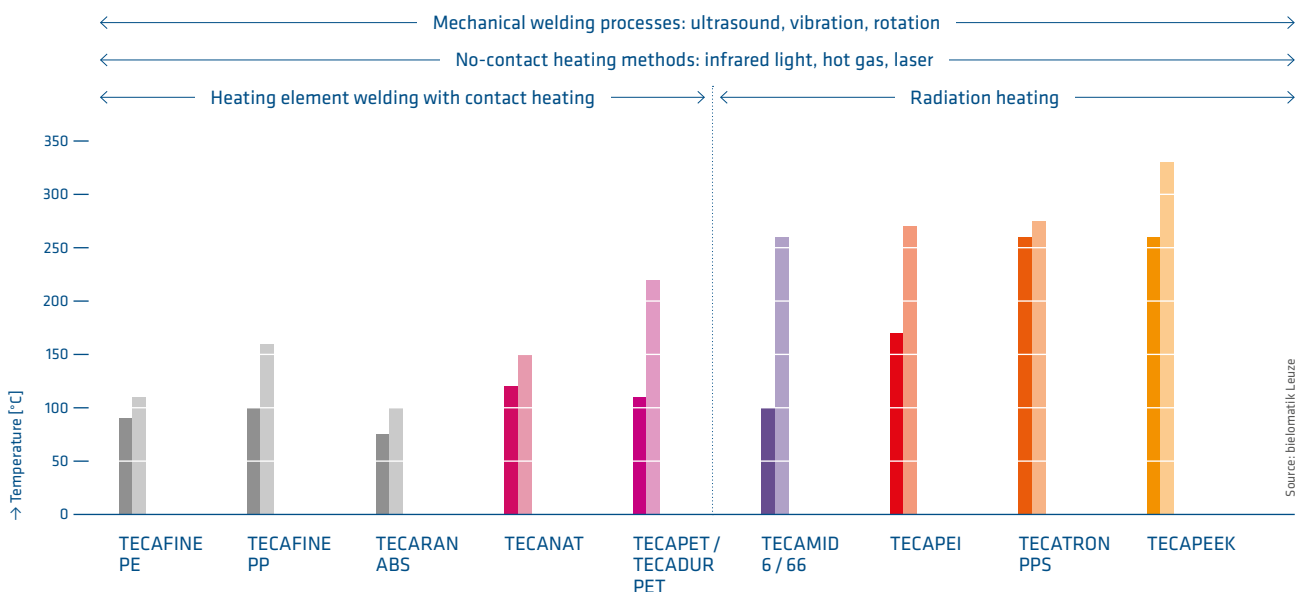 Mechanical welding processes: ultrasound, vibration, rotation
No-contact heating methods: infrared light, hot gas, laser
Heating element welding with contact heating
Radiation heating
350
300
250
200
150
100
50
0
→ Temperature [°C]
TECAFINE
PE
TECAFINE
PP
TECARAN
ABS
TECANAT
TECAPET /
TECADUR
PET
TECAMID
6 / 66
TECAPEI
TECATRON
PPS
TECAPEEK
Source: bielomatik Leuze